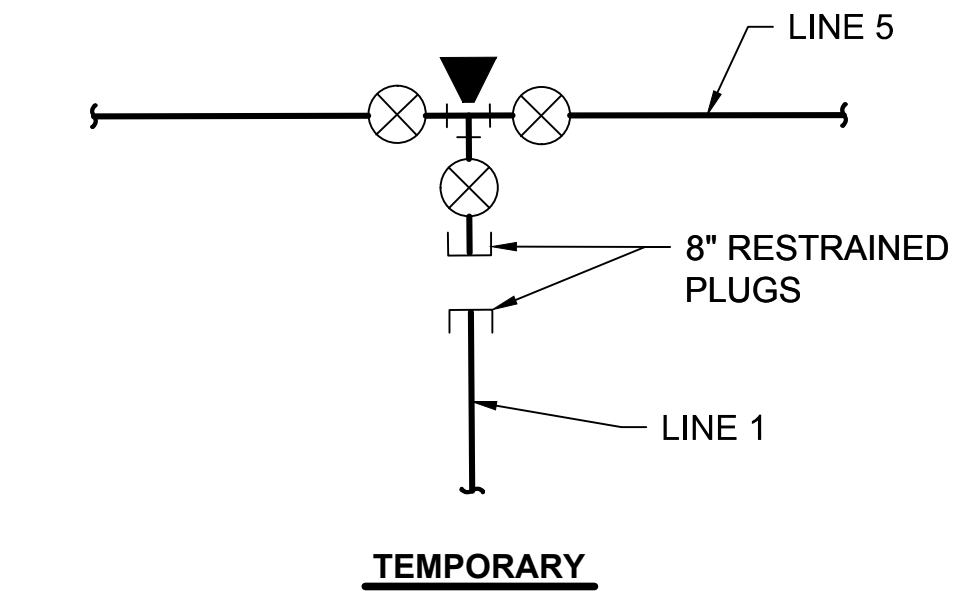 LINE 5
8" RESTRAINED
PLUGS
LINE 1
TEMPORARY